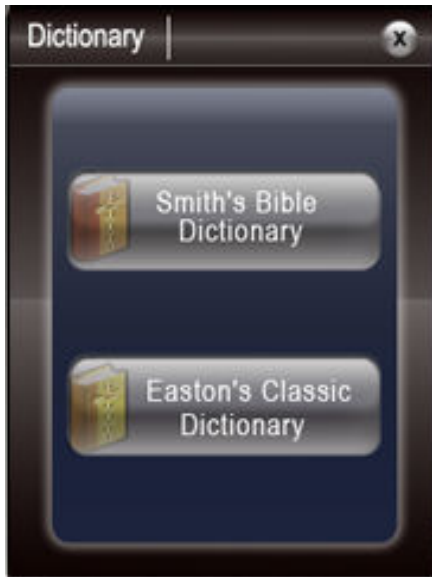 Dictionary
x
Smith's Bible
Dictionary
Easton's Classic
Dictionary